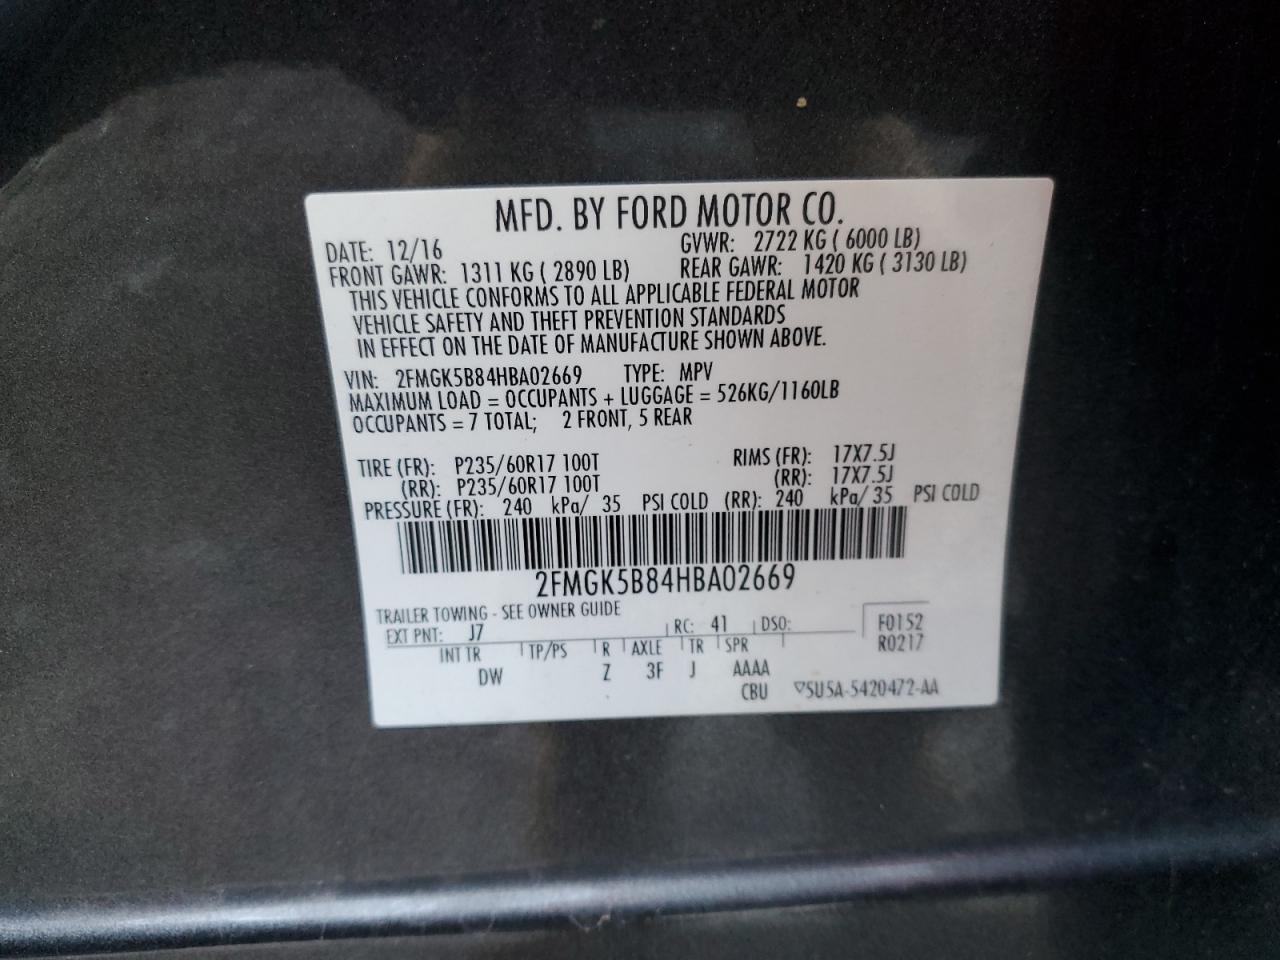 MFD. BY FORD MOTOR CO.
DATE: 12/16 GVWR: 2722 KG ( 6000 LB)
FRONT GAWR: 1311 KG ( 2890 LB) REAR GAWR: 1420 KG ( 3130 LB)
THIS VEHICLE CONFORMS TO ALL APPLICABLE FEDERAL MOTOR
VEHICLE SAFETY AND THEFT PREVENTION STANDARDS
IN EFFECT ON THE DATE OF MANUFACTURE SHOWN ABOVE.
VIN: 2FMGK5B84HBA02669 TYPE: MPV
MAXIMUM LOAD = OCCUPANTS + LUGGAGE = 526KG/1160LB
OCCUPANTS = 7 TOTAL; 2 FRONT, 5 REAR
TIRE (FR): P235/60R17 100T RIMS (FR): 17X7.5J
(RR): P235/60R17 100T (RR): 17X7.5J
PRESSURE (FR): 240 kPa/ 35 PSI COLD (RR): 240 kPa/ 35 PSI COLD
2FMGK5B84HBA02669
TRAILER TOWING - SEE OWNER GUIDE
EXT PNT: J7 RC: 41 DSO: F0152
R0217
INT TR TP/PS R AXLE TR SPR
DW Z 3F J AAAA
CBU ▽5U5A-5420472-AA